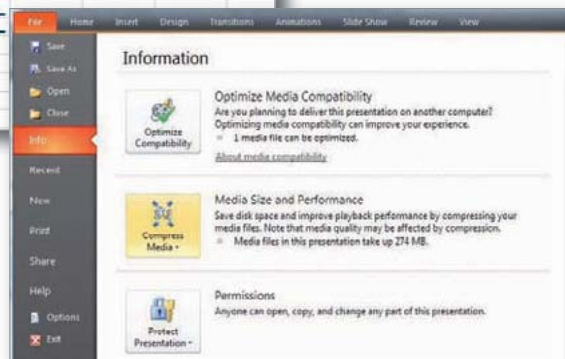 File Home Insert Design Transitions Animations Slide Show Review View
Save
Save As
Open
Close
Info
Recent
New
Print
Share
Help
Options
Exit
Information
Optimize Compatibility
Optimize Media Compatibility
Are you planning to deliver this presentation on another computer?
Optimizing media compatibility can improve your experience.
1 media file can be optimized.
About media compatibility
Compress
Media
Media Size and Performance
Save disk space and improve playback performance by compressing your
media files. Note that media quality may be affected by compression.
Media files in this presentation take up 274 MB.
Protect
Presentation
Permissions
Anyone can open, copy, and change any part of this presentation.